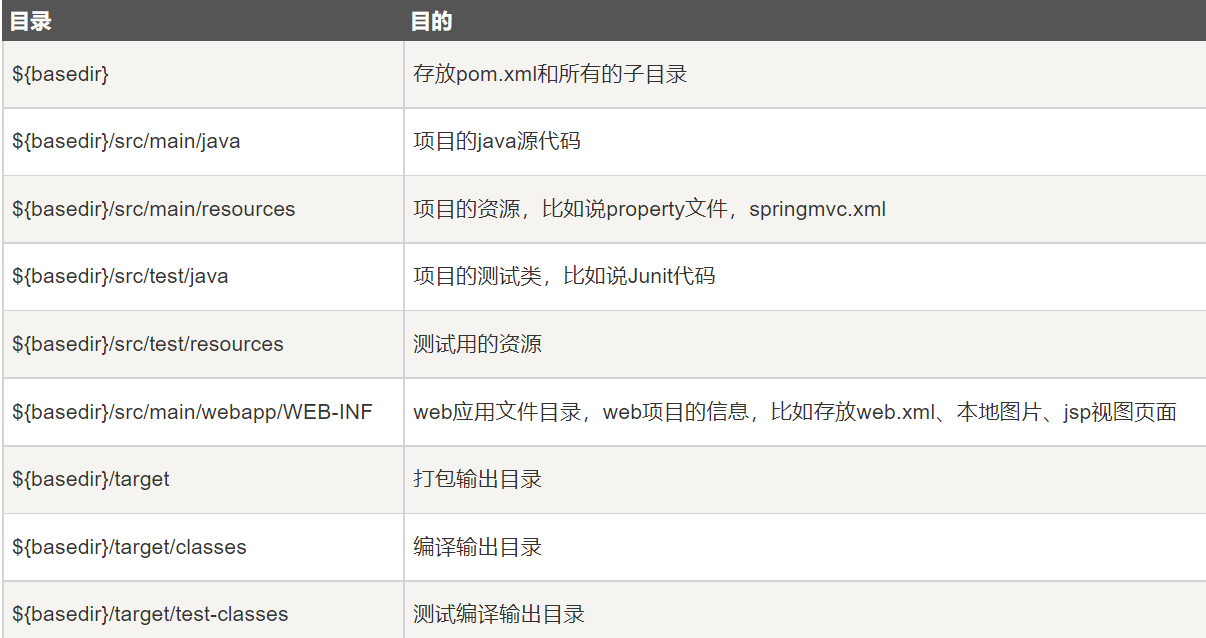 目录 目的
${basedir} 存放pom.xml和所有的子目录
${basedir}/src/main/java 项目的java源代码
${basedir}/src/main/resources 项目的资源，比如说property文件，springmvc.xml
${basedir}/src/test/java 项目的测试类，比如说Junit代码
${basedir}/src/test/resources 测试用的资源
${basedir}/src/main/webapp/WEB-INF web应用文件目录，web项目的信息，比如存放web.xml、本地图片、jsp视图页面
${basedir}/target 打包输出目录
${basedir}/target/classes 编译输出目录
${basedir}/target/test-classes 测试编译输出目录